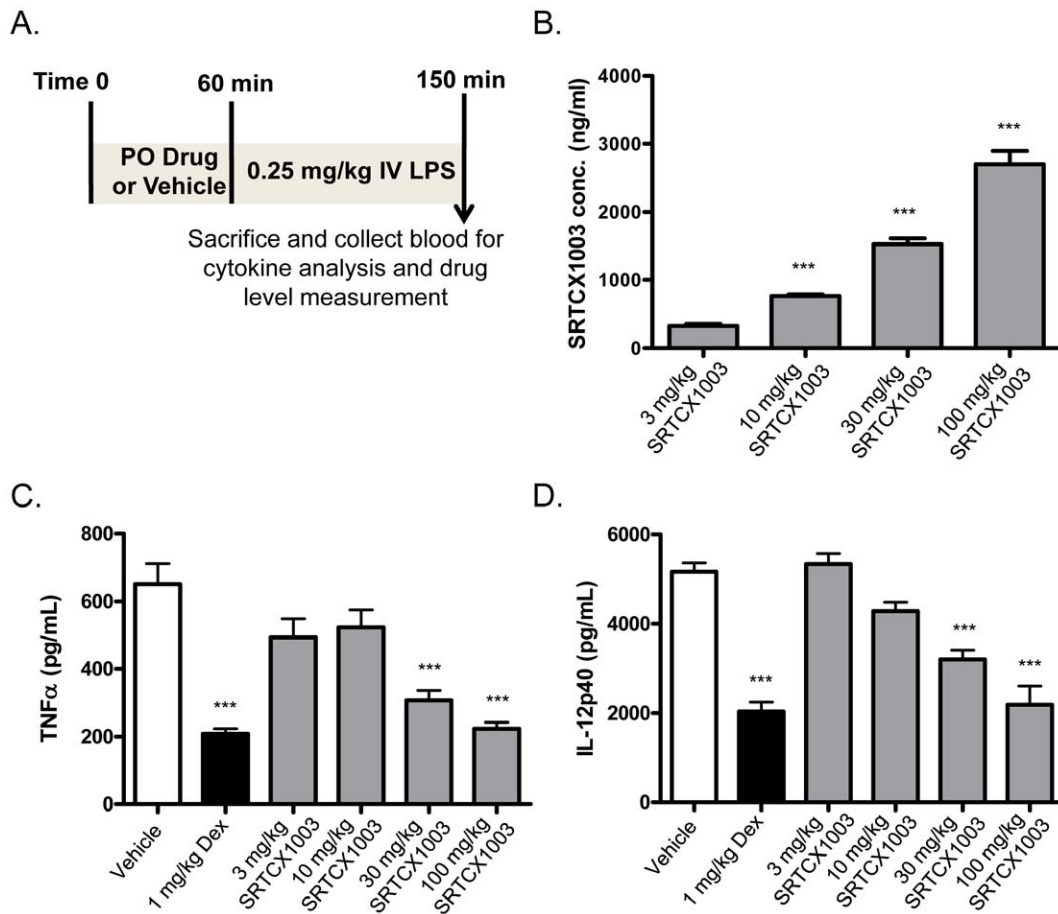 A.
Time 0
60 min
150 min
PO Drug
or Vehicle
0.25 mg/kg IV LPS
Sacrifice and collect blood for
cytokine analysis and drug
level measurement
B.
SRTCX1003 conc. (ng/ml)
4000
3000
2000
1000
0
***
***
***
3 mg/kg
SRTCX1003
10 mg/kg
SRTCX1003
30 mg/kg
SRTCX1003
100 mg/kg
SRTCX1003
C.
TNFα (pg/mL)
800
600
400
200
0
***
***
***
Vehicle
1 mg/kg Dex
3 mg/kg
SRTCX1003
10 mg/kg
SRTCX1003
30 mg/kg
SRTCX1003
100 mg/kg
SRTCX1003
D.
IL-12p40 (pg/mL)
6000
4000
2000
0
***
***
***
Vehicle
1 mg/kg Dex
3 mg/kg
SRTCX1003
10 mg/kg
SRTCX1003
30 mg/kg
SRTCX1003
100 mg/kg
SRTCX1003